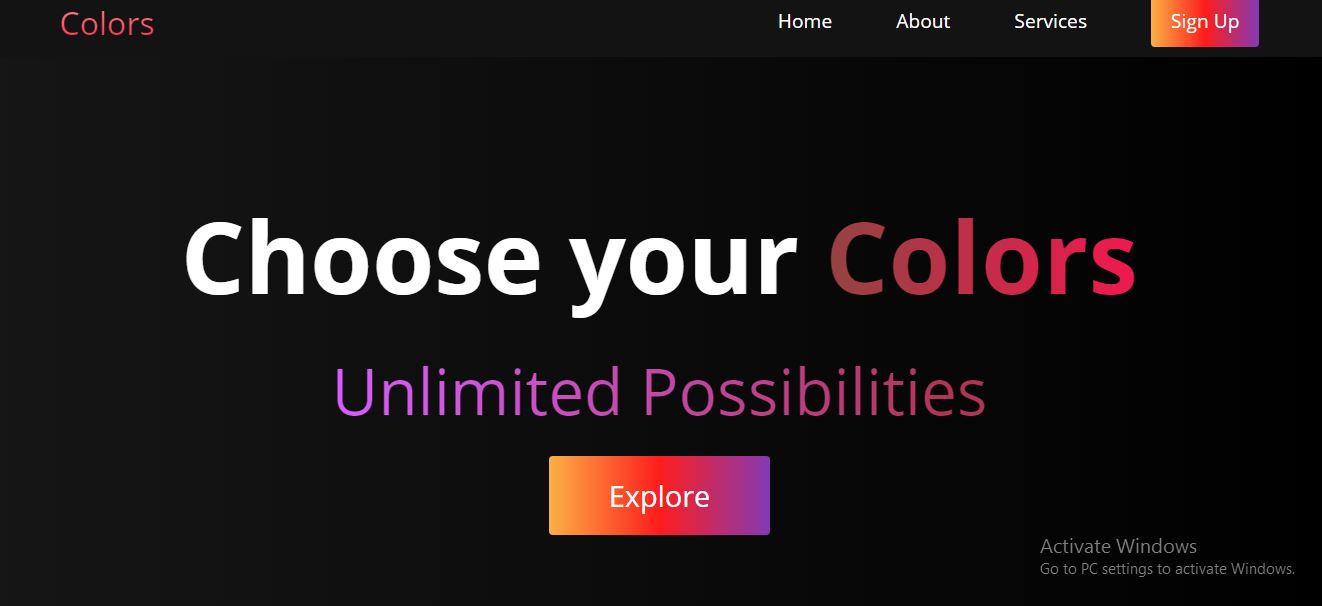 Colors
Home About Services Sign Up
Choose your Colors
Unlimited Possibilities
Explore
Activate Windows
Go to PC settings to activate Windows.